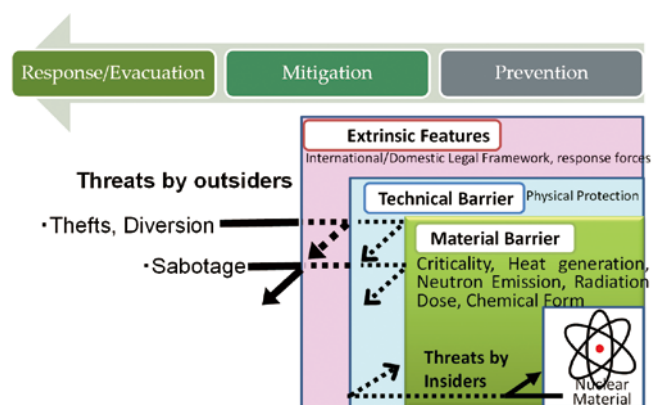 Response/Evacuation
Mitigation
Prevention
Extrinsic Features
International/Domestic Legal Framework, response forces
Threats by outsiders
Technical Barrier
Physical Protection
・Thefts, Diversion
Material Barrier
・Sabotage
Criticality, Heat generation,
Neutron Emission, Radiation
Dose, Chemical Form
Threats by
Insiders
Nuclear
Material